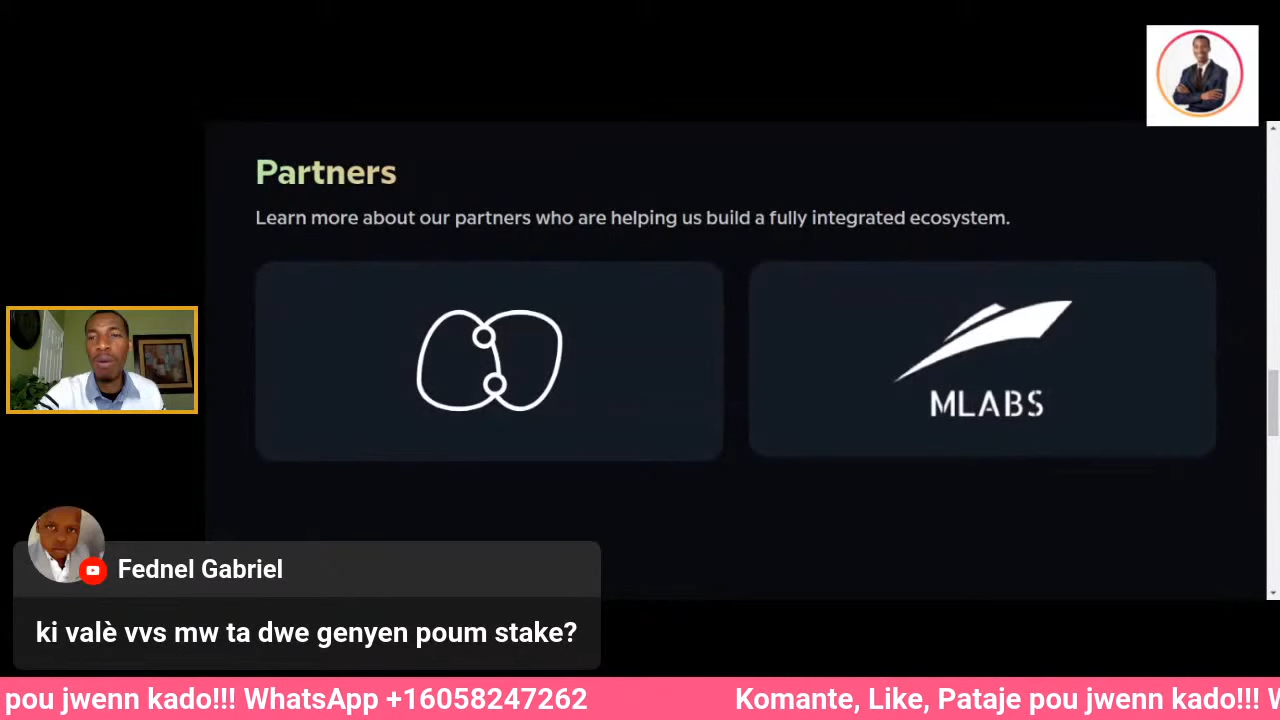 Partners
Learn more about our partners who are helping us build a fully integrated ecosystem.
MLABS
Fednel Gabriel
ki valè vvs mw ta dwe genyen poum stake?
pou jwenn kado!!! WhatsApp +16058247262 Komante, Like, Pataje pou jwenn kado!!! W